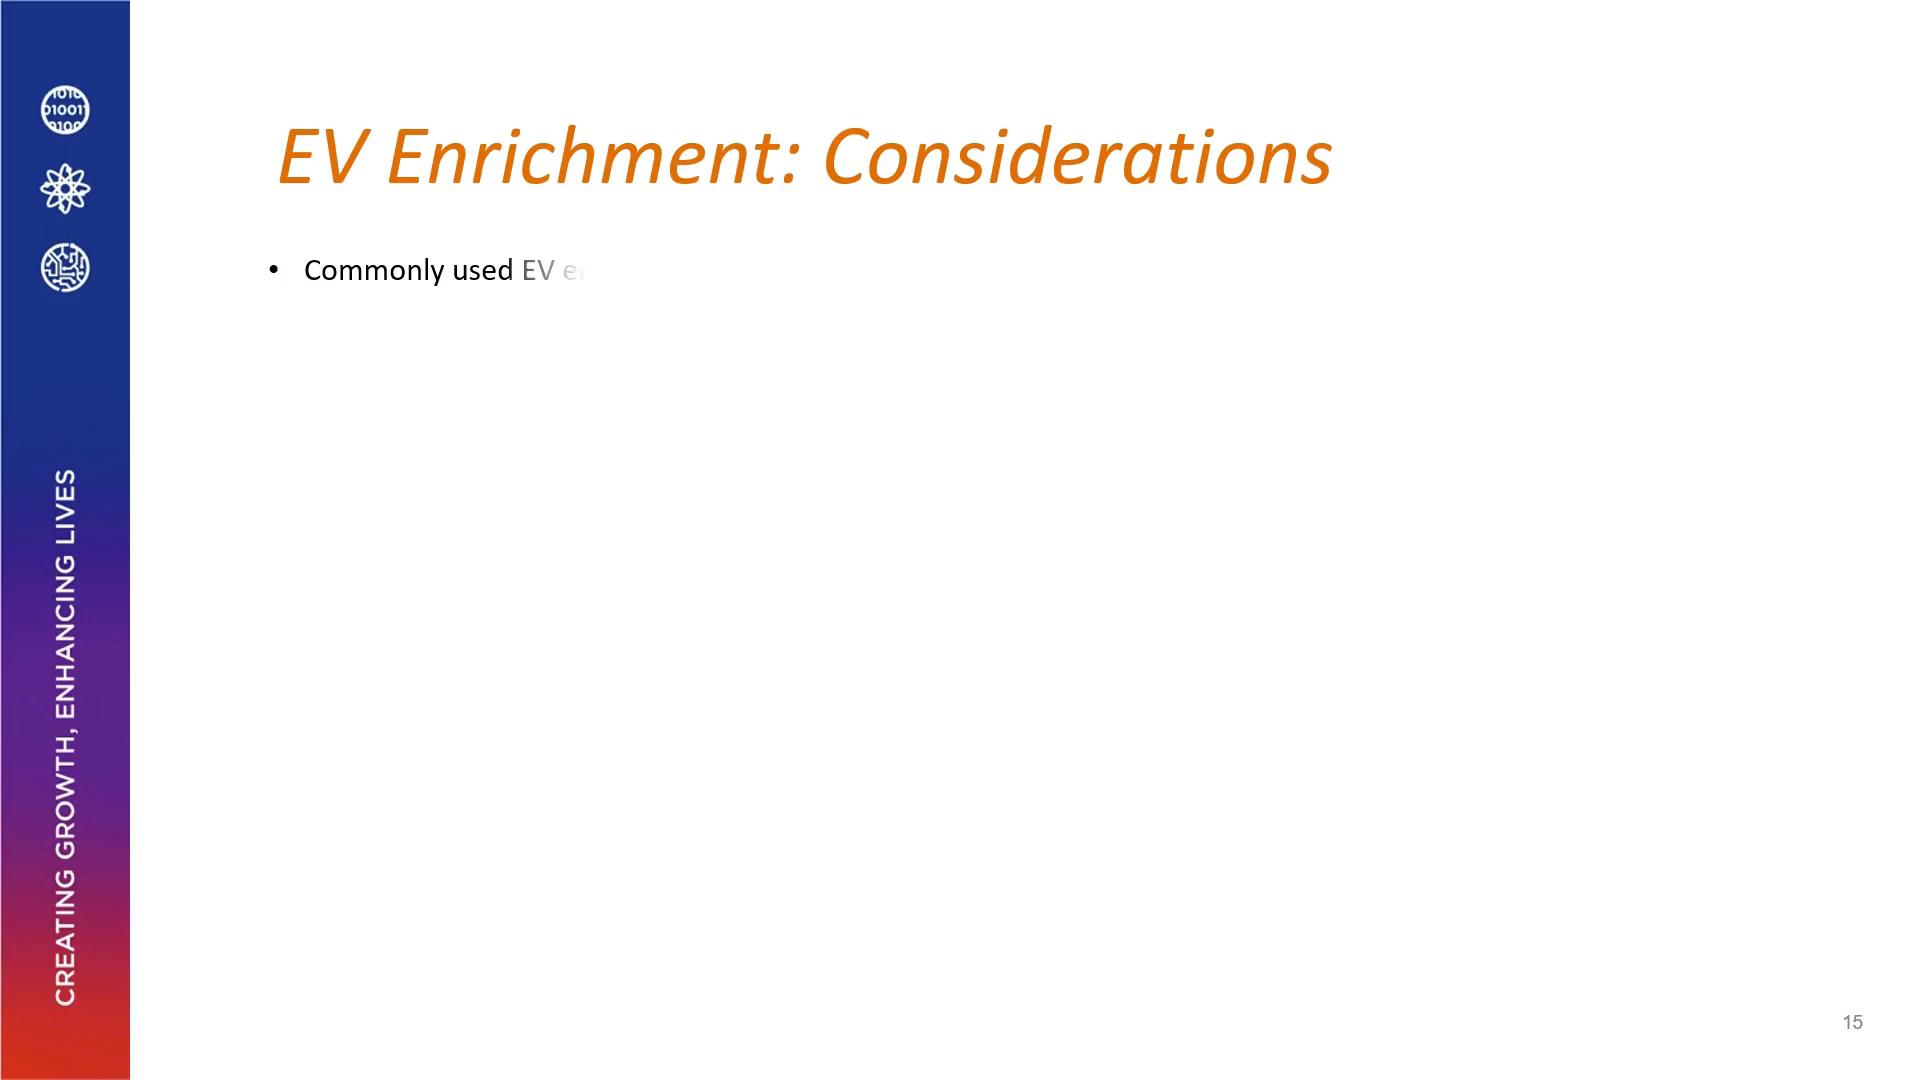 EV Enrichment: Considerations
• Commonly used EV
CREATING GROWTH, ENHANCING LIVES
15